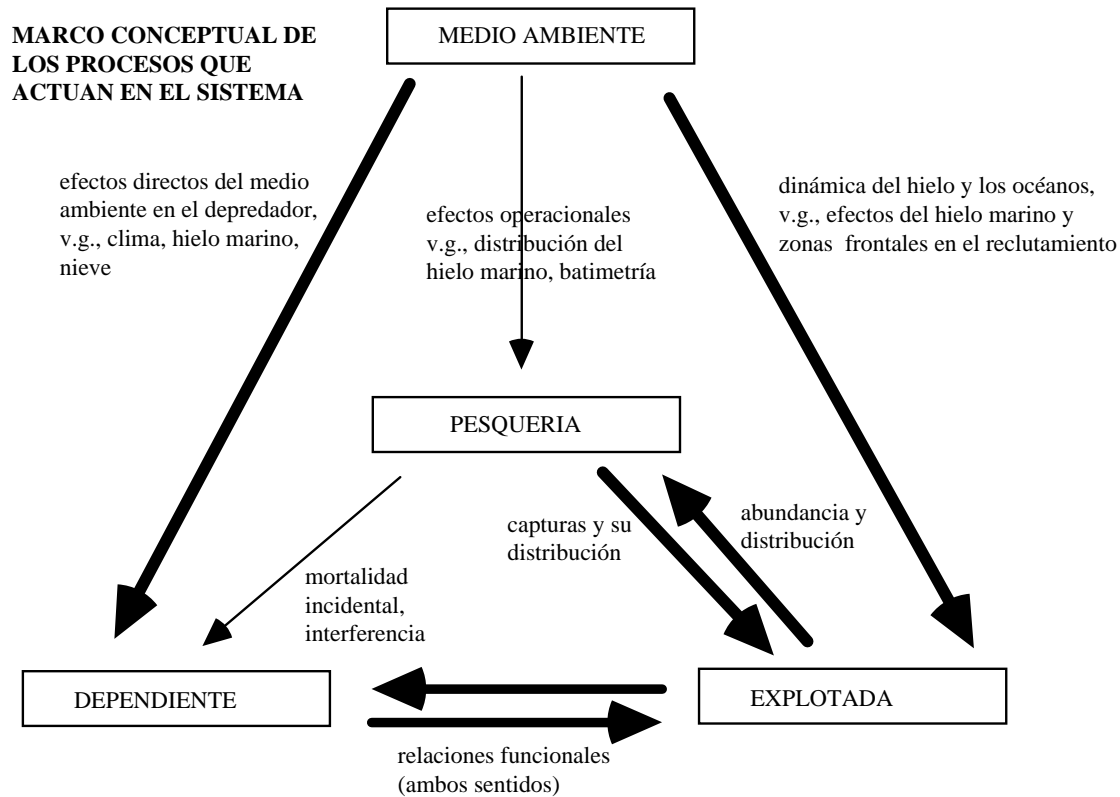 MARCO CONCEPTUAL DE
LOS PROCESOS QUE
ACTUAN EN EL SISTEMA
MEDIO AMBIENTE
efectos directos del medio
ambiente en el depredador,
v.g., clima, hielo marino,
nieve
efectos operacionales
v.g., distribución del
hielo marino, batimetría
dinámica del hielo y los océanos,
v.g., efectos del hielo marino y
zonas frontales en el reclutamiento
PESQUERIA
capturas y su
distribución
abundancia y
distribución
mortalidad
incidental,
interferencia
DEPENDIENTE
EXPLOTADA
relaciones funcionales
(ambos sentidos)